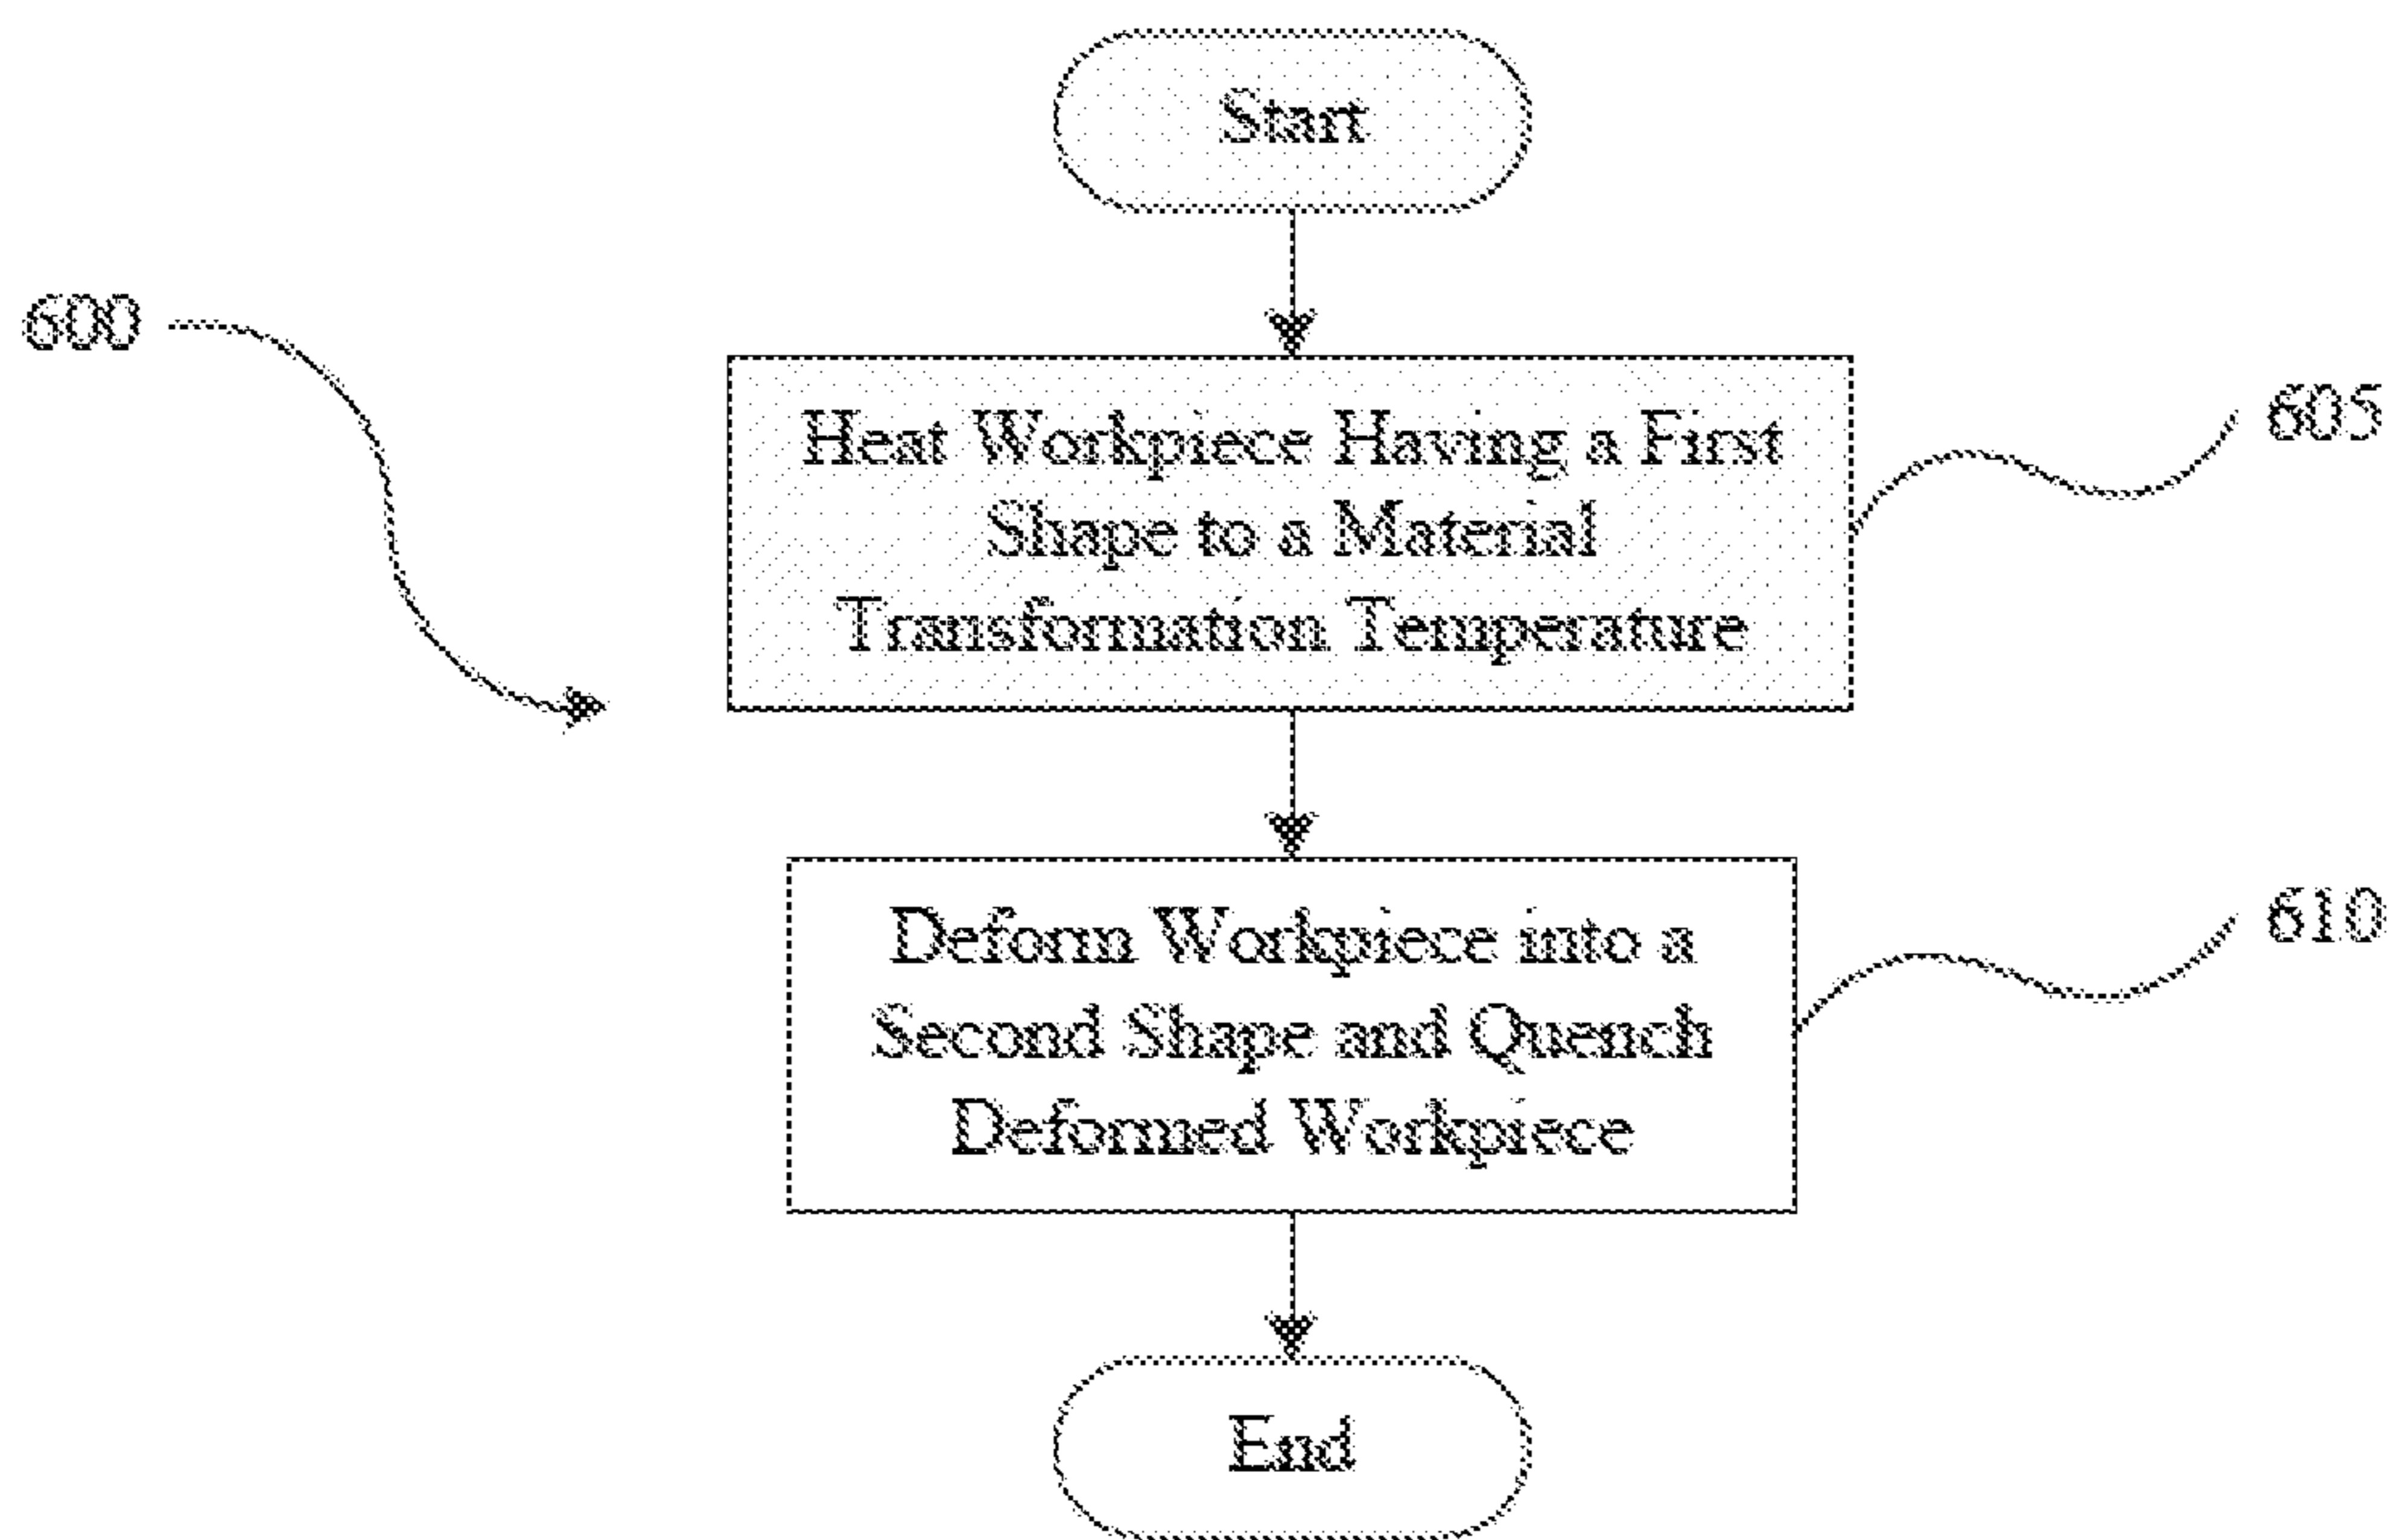 Start
600
Heat Workpiece Having a First
Shape to a Material
Transformation Temperature
605
Deform Workpiece into a
Second Shape and Quench
Deformed Workpiece
610
End